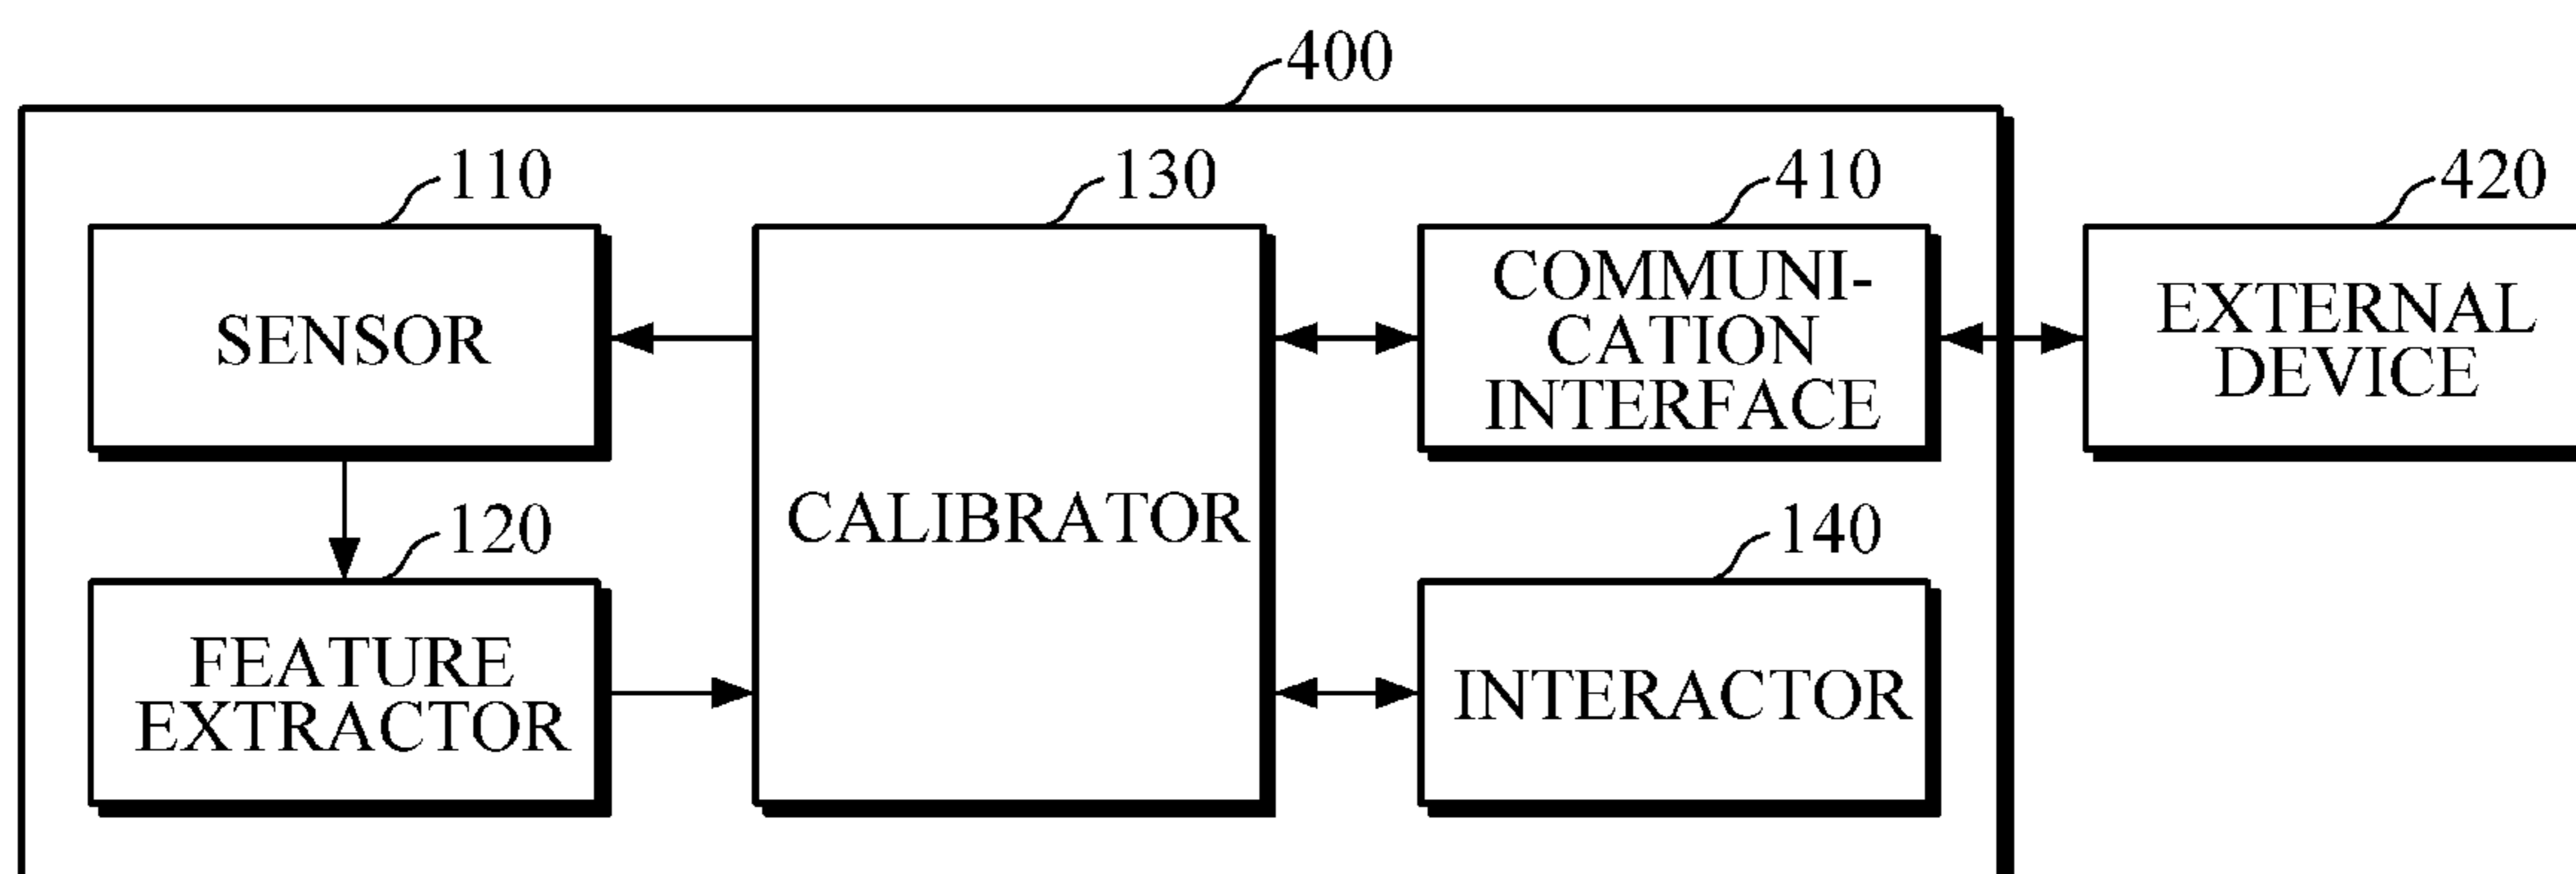 400
110
130
410
420
SENSOR
COMMUNI-
CATION
INTERFACE
EXTERNAL
DEVICE
CALIBRATOR
120
140
FEATURE
EXTRACTOR
INTERACTOR